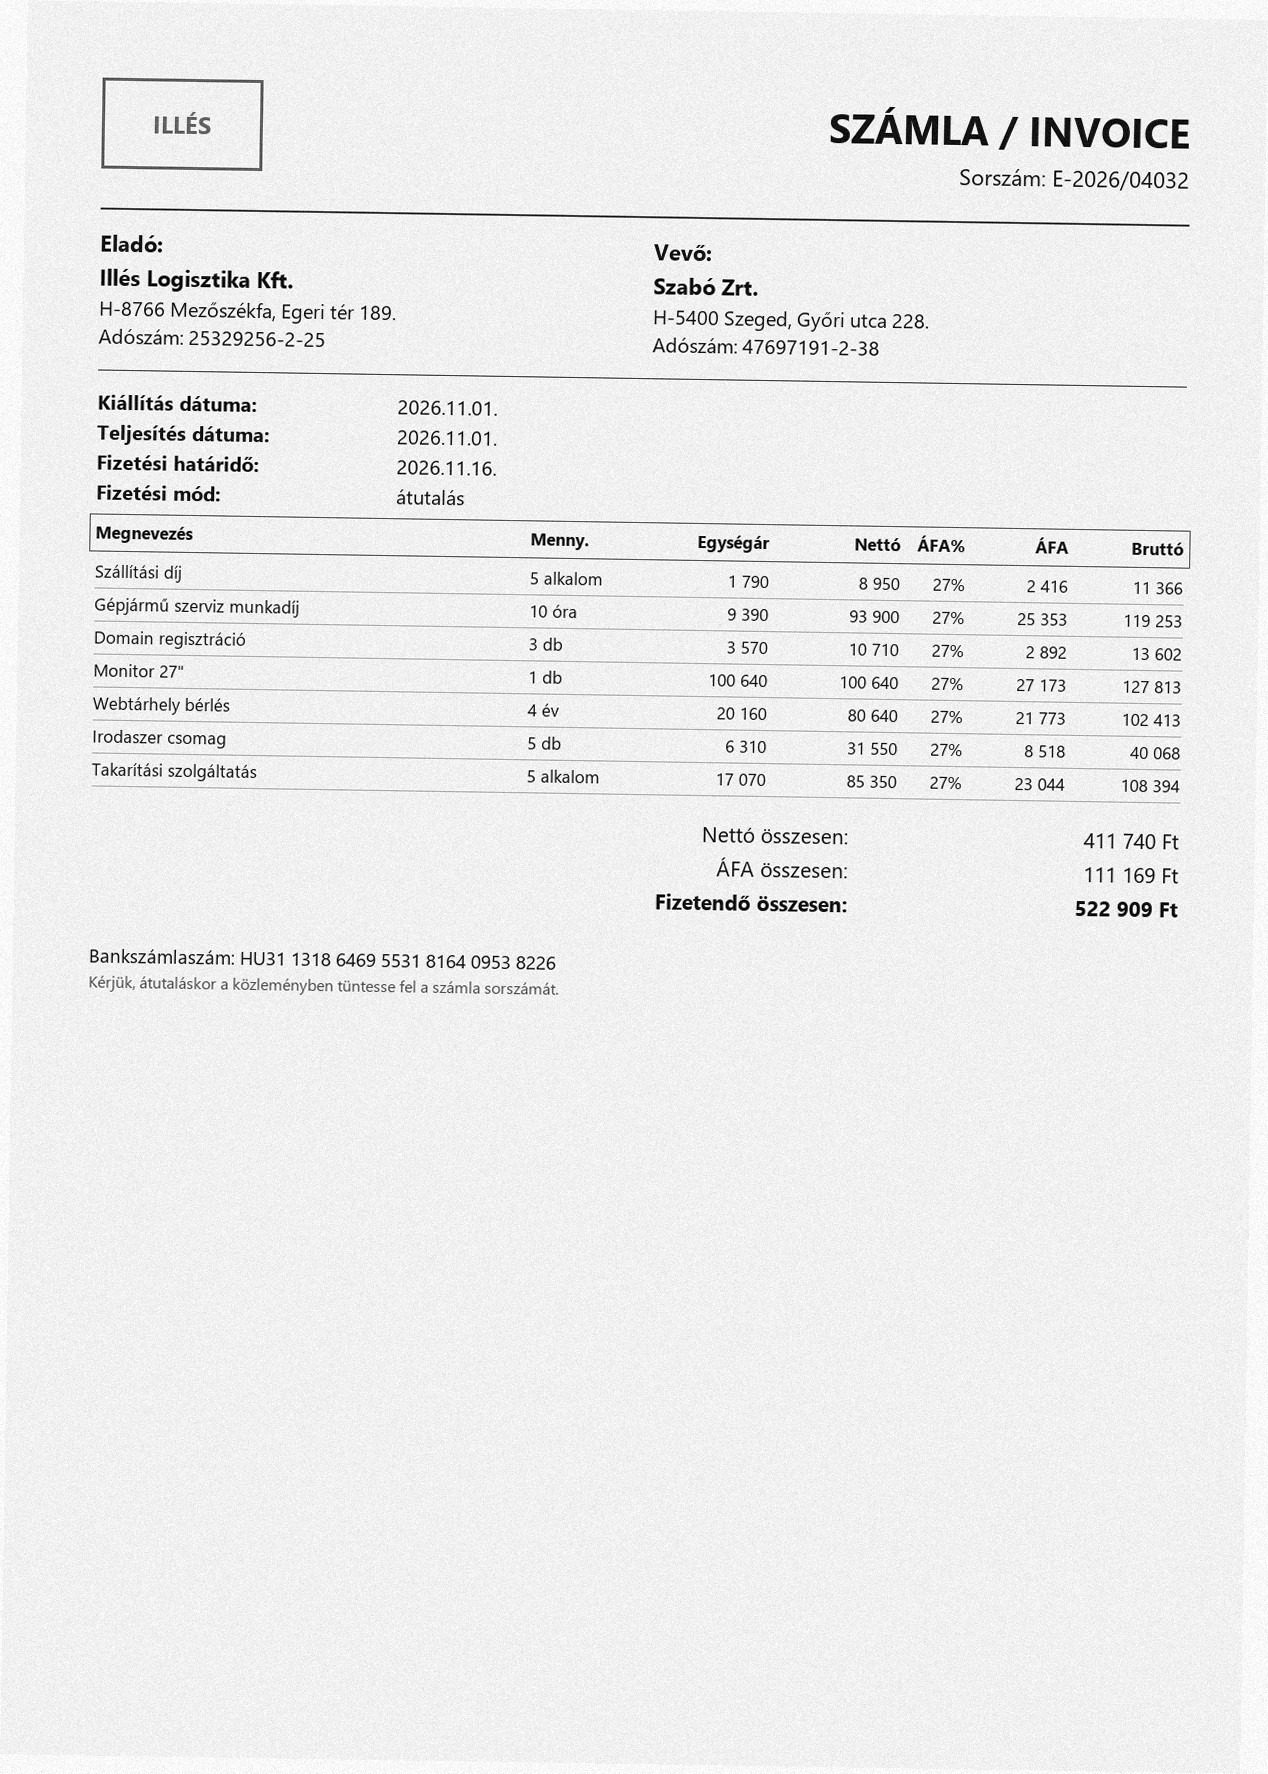 ILLÉS
SZÁMLA / INVOICE
Sorszám: E-2026/04032
Eladó:
Illés Logisztika Kft.
H-8766 Mezőszékfa, Egeri tér 189.
Adószám: 25329256-2-25
Vevő:
Szabó Zrt.
H-5400 Szeged, Győri utca 228.
Adószám: 47697191-2-38
Kiállítás dátuma: 2026.11.01.
Teljesítés dátuma: 2026.11.01.
Fizetési határidő: 2026.11.16.
Fizetési mód: átutalás
Megnevezés Menny. Egységár Nettó ÁFA% ÁFA Bruttó
Szállítási díj 5 alkalom 1 790 8 950 27% 2 416 11 366
Gépjármű szerviz munkadíj 10 óra 9 390 93 900 27% 25 353 119 253
Domain regisztráció 3 db 3 570 10 710 27% 2 892 13 602
Monitor 27" 1 db 100 640 100 640 27% 27 173 127 813
Webtárhely bérlés 4 év 20 160 80 640 27% 21 773 102 413
Irodaszer csomag 5 db 6 310 31 550 27% 8 518 40 068
Takarítási szolgáltatás 5 alkalom 17 070 85 350 27% 23 044 108 394
Nettó összesen: 411 740 Ft
ÁFA összesen: 111 169 Ft
Fizetendő összesen: 522 909 Ft
Bankszámlaszám: HU31 1318 6469 5531 8164 0953 8226
Kérjük, átutaláskor a közleményben tüntesse fel a számla sorszámát.